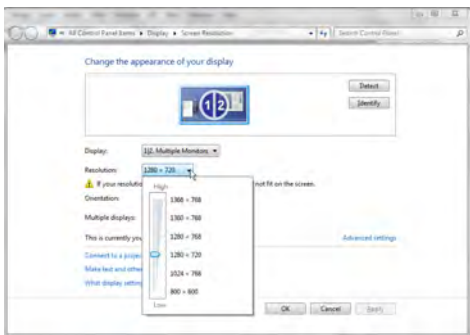 All Control Panel Items ▸ Display ▸ Screen Resolution
Search Control Panel
Change the appearance of your display
1|2
Detect
Identify
Display: 1|2. Multiple Monitors
Resolution: 1280 × 720
If your resolutio not fit on the screen.
High
Orientation:
1366 × 768
Multiple displays: 1360 × 768
1280 × 768
This is currently you
Advanced settings
Connect to a projec 1280 × 720
Make text and other
1024 × 768
What display setting
800 × 600
Low
OK Cancel Apply